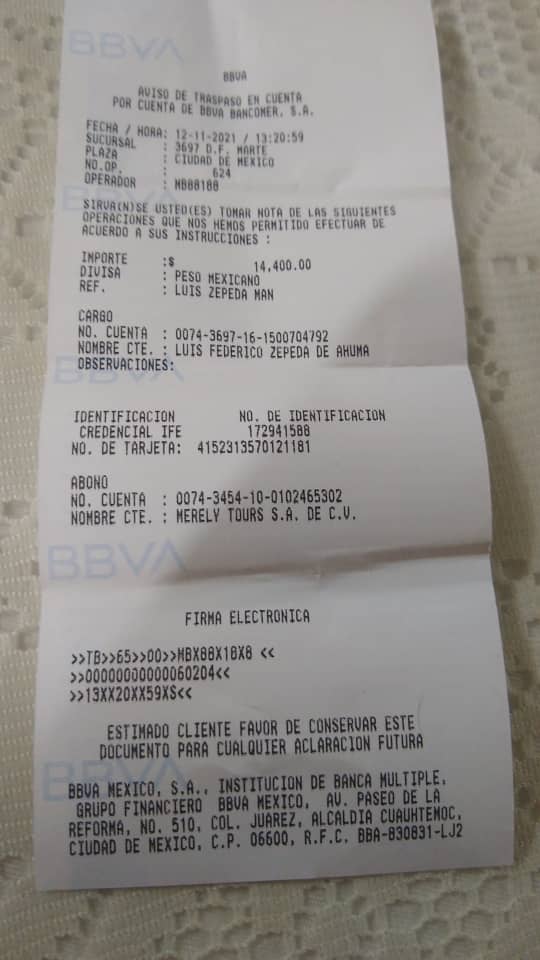 BBVA
BBVA
AVISO DE TRASPASO EN CUENTA
POR CUENTA DE BBVA BANCOMER, S.A.
FECHA / HORA: 12-11-2021 / 13:20:59
SUCURSAL : 3697 D.F. MARTE
PLAZA : CIUDAD DE MEXICO
NO.OP. : 624
OPERADOR : MB88188
SIRVA(N)SE USTED(ES) TOMAR NOTA DE LAS SIGUIENTES
OPERACIONES QUE NOS HEMOS PERMITIDO EFECTUAR DE
ACUERDO A SUS INSTRUCCIONES :
IMPORTE :$ 14,400.00
DIVISA : PESO MEXICANO
REF. : LUIS ZEPEDA MAN
CARGO
NO. CUENTA : 0074-3697-16-1500704792
NOMBRE CTE. : LUIS FEDERICO ZEPEDA DE AHUMA
OBSERVACIONES:
BBVA
IDENTIFICACION NO. DE IDENTIFICACION
CREDENCIAL IFE 172941588
NO. DE TARJETA: 4152313570121181
ABONO
NO. CUENTA : 0074-3454-10-0102465302
NOMBRE CTE. : MERELY TOURS S.A. DE C.V.
BBVA
FIRMA ELECTRONICA
>>TB>>65>>00>>MBX88X18X8 <<
>>00000000000060204<<
>>13XX20XX59XS<<
ESTIMADO CLIENTE FAVOR DE CONSERVAR ESTE
DOCUMENTO PARA CUALQUIER ACLARACION FUTURA
BBVA
BBVA MEXICO, S.A., INSTITUCION DE BANCA MULTIPLE,
GRUPO FINANCIERO BBVA MEXICO, AV. PASEO DE LA
REFORMA, NO. 510, COL. JUAREZ, ALCALDIA CUAUHTEMOC,
CIUDAD DE MEXICO, C.P. 06600, R.F.C. BBA-830831-LJ2